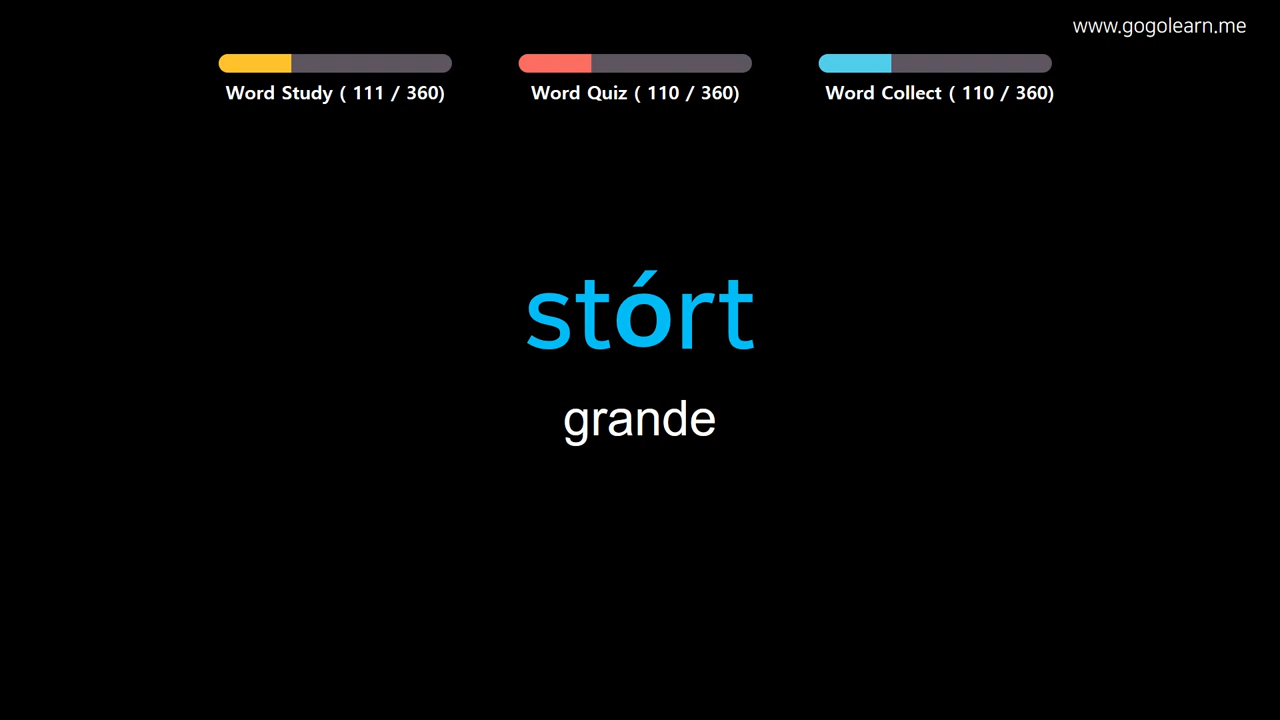 www.gogolearn.me
Word Study ( 111 / 360)
Word Quiz ( 110 / 360)
Word Collect ( 110 / 360)
stórt
grande